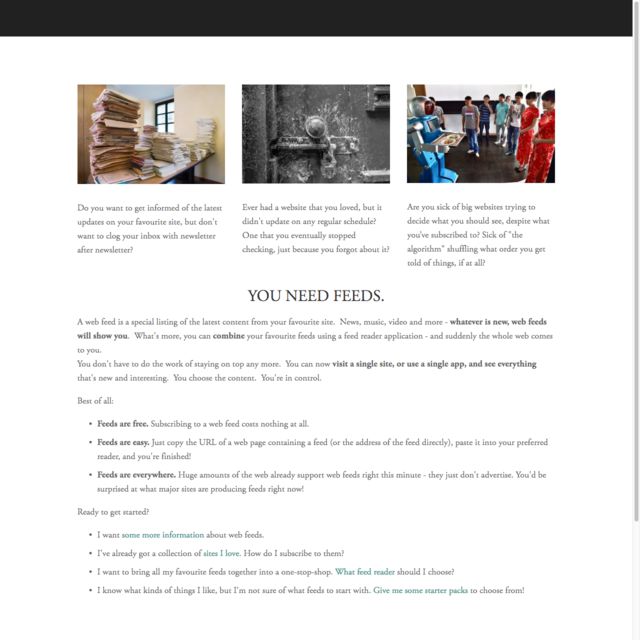 Do you want to get informed of the latest
updates on your favourite site, but don't
want to clog your inbox with newsletter
after newsletter?
Ever had a website that you loved, but it
didn't update on any regular schedule?
One that you eventually stopped
checking, just because you forgot about it?
Are you sick of big websites trying to
decide what you should see, despite what
you've subscribed to? Sick of "the
algorithm" shuffling what order you get
told of things, if at all?
YOU NEED FEEDS.
A web feed is a special listing of the latest content from your favourite site. News, music, video and more - whatever is new, web feeds
will show you. What's more, you can combine your favourite feeds using a feed reader application - and suddenly the whole web comes
to you.
You don't have to do the work of staying on top any more. You can now visit a single site, or use a single app, and see everything
that's new and interesting. You choose the content. You're in control.
Best of all:
• Feeds are free. Subscribing to a web feed costs nothing at all.
• Feeds are easy. Just copy the URL of a web page containing a feed (or the address of the feed directly), paste it into your preferred
reader, and you're finished!
• Feeds are everywhere. Huge amounts of the web already support web feeds right this minute - they just don't advertise. You'd be
surprised at what major sites are producing feeds right now!
Ready to get started?
• I want some more information about web feeds.
• I've already got a collection of sites I love. How do I subscribe to them?
• I want to bring all my favourite feeds together into a one-stop-shop. What feed reader should I choose?
• I know what kinds of things I like, but I'm not sure of what feeds to start with. Give me some starter packs to choose from!